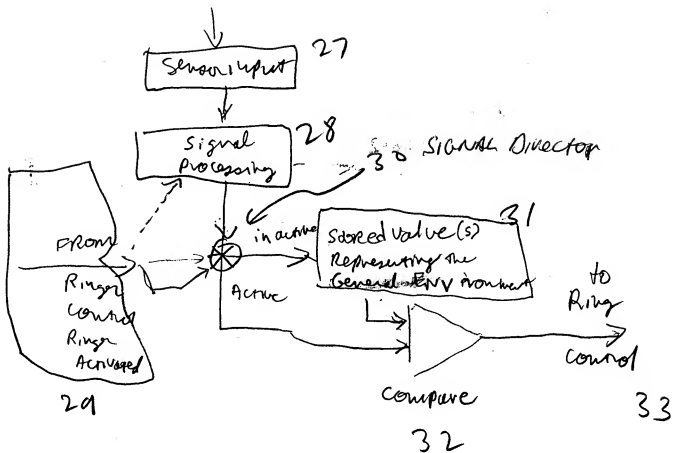 Sensor input
27
Signal
Processing
28
30 SIGNAL DIRECTOR
FROM
Ringer
Control
Ringer
Activated
29
inactive
Active
31
Stored value(s)
Representing the
General ENVironment
to
Ring
Control
33
Compare
32